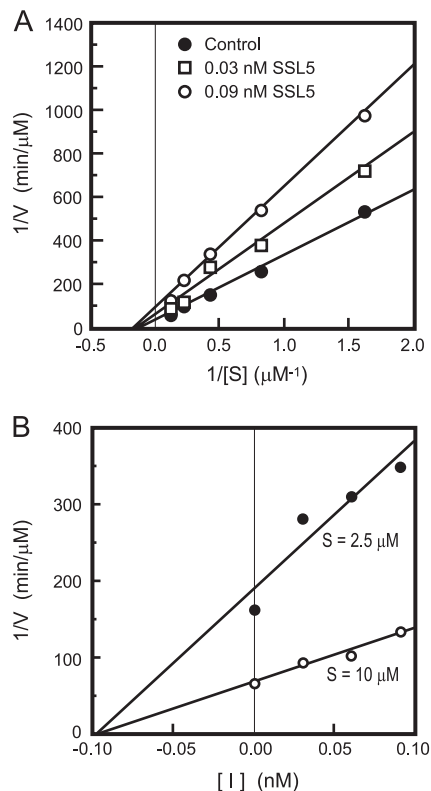 A
1400
1200
1000
800
600
400
200
0
1/V (min/µM)
● Control
□ 0.03 nM SSL5
○ 0.09 nM SSL5
-0.5 0.0 0.5 1.0 1.5 2.0
1/[S] (µM⁻¹)
B
400
300
200
100
0
1/V (min/µM)
S = 2.5 µM
S = 10 µM
-0.10 -0.05 0.00 0.05 0.10
[ I ] (nM)